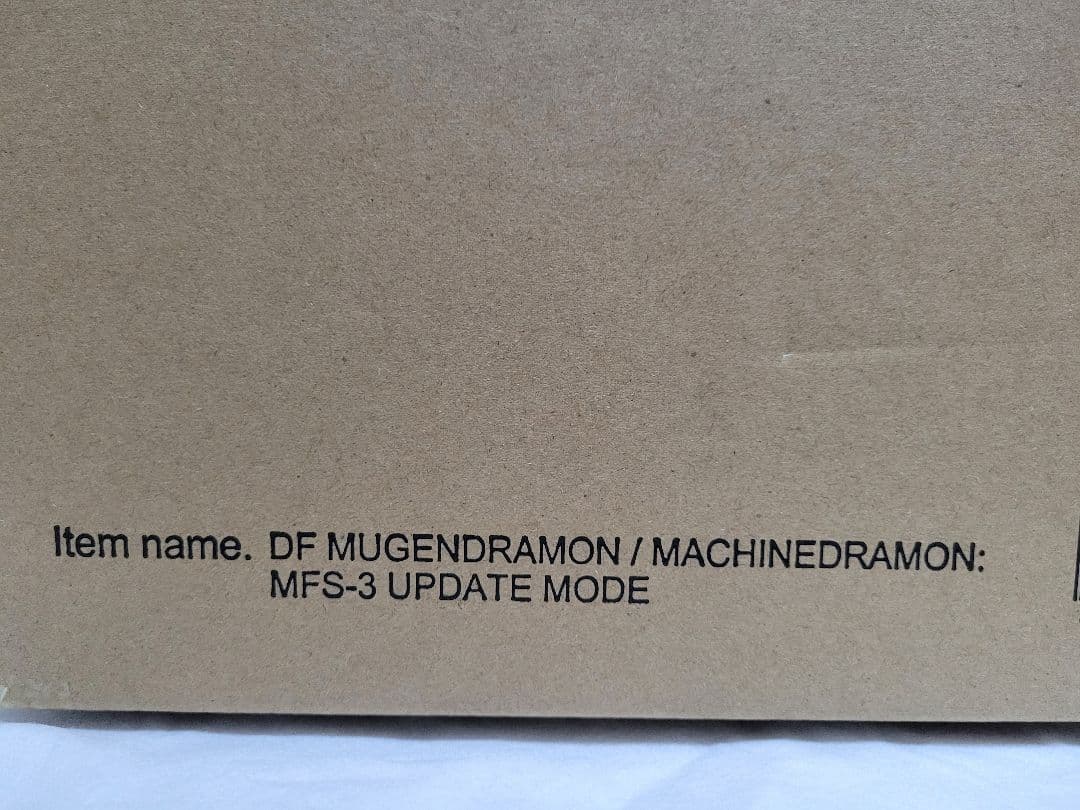 Item name. DF MUGENDRAMON / MACHINEDRAMON:
MFS-3 UPDATE MODE